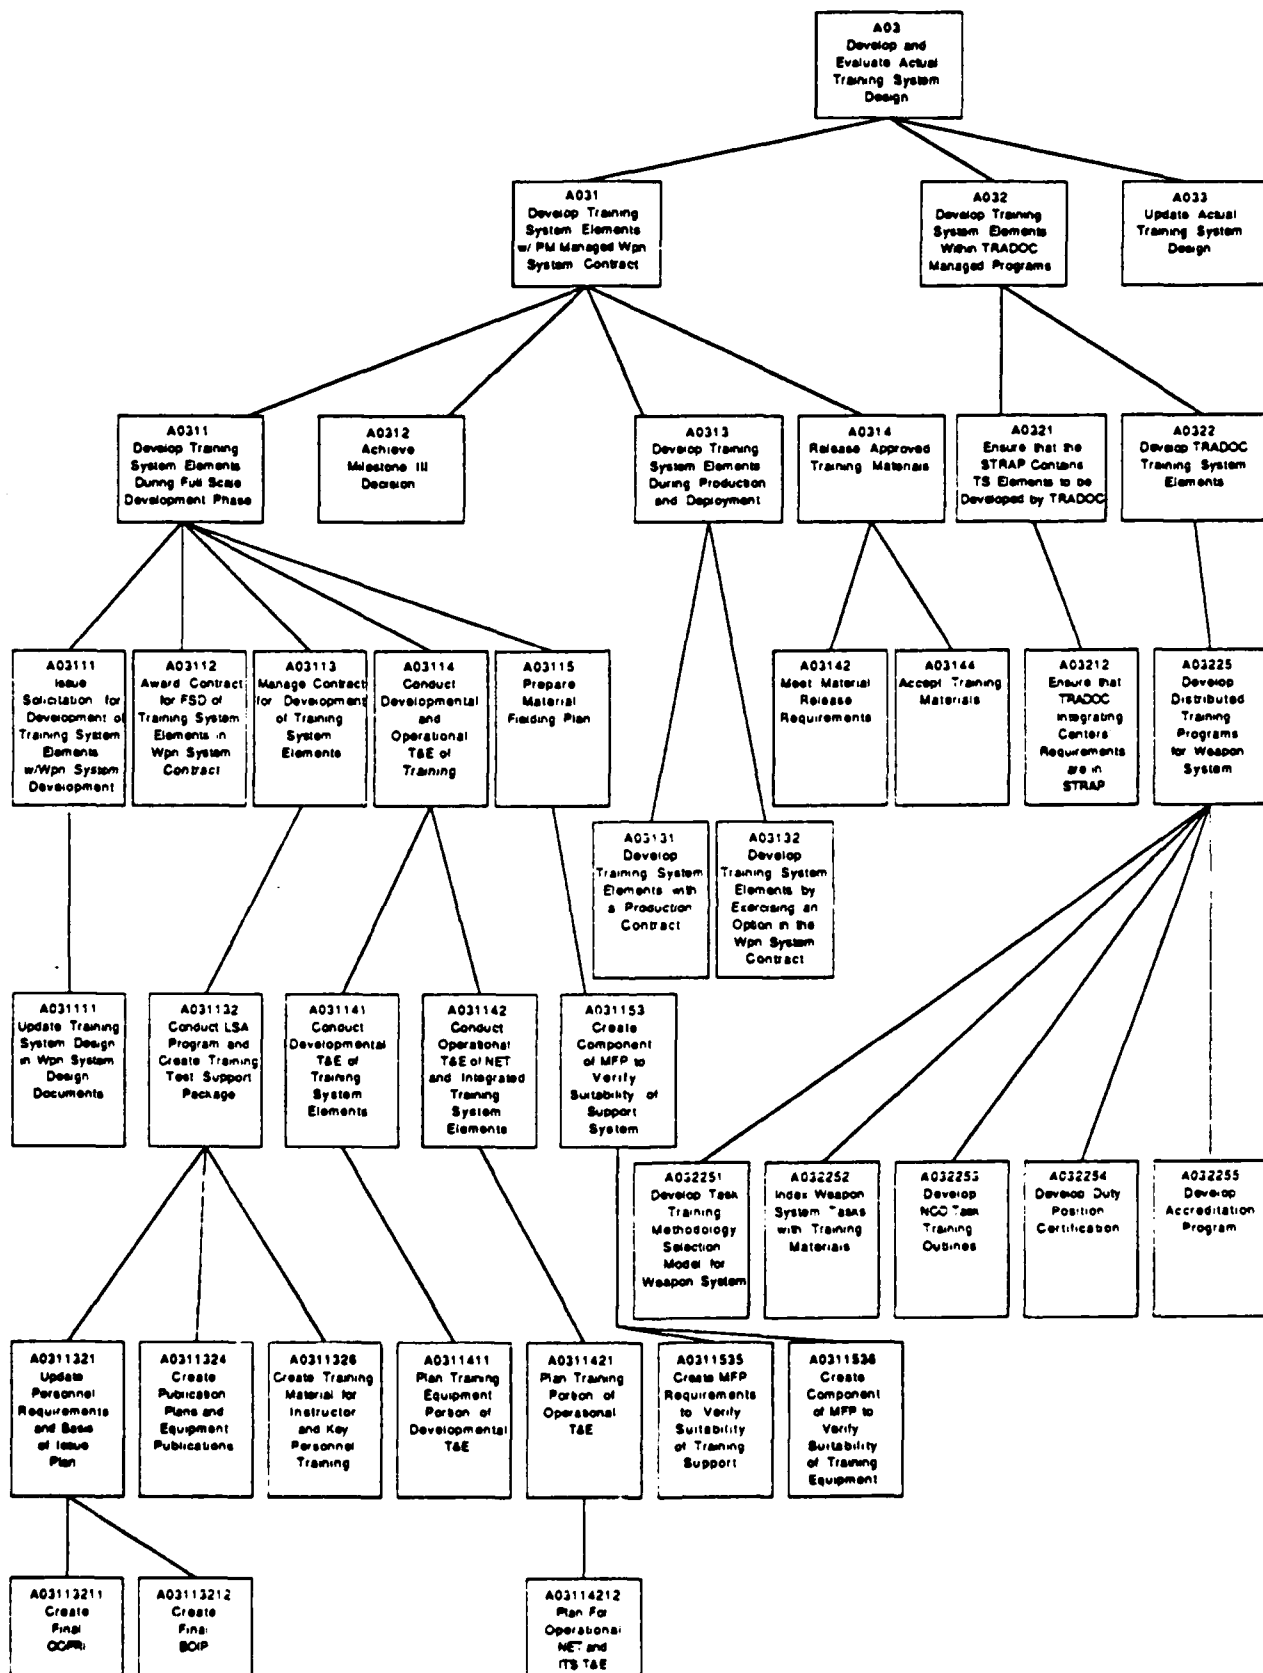 A03
Develop and
Evaluate Actual
Training System
Design
A031
Develop Training
System Elements
w/ PM Managed Wpn
System Contract
A032
Develop Training
System Elements
Within TRADOC
Managed Programs
A033
Update Actual
Training System
Design
A0311
Develop Training
System Elements
During Full Scale
Development Phase
A0312
Achieve
Milestone III
Decision
A0313
Develop Training
System Elements
During Production
and Deployment
A0314
Release Approved
Training Materials
A0321
Ensure that the
STRAP Contains
TS Elements to be
Developed by TRADOC
A0322
Develop TRADOC
Training System
Elements
A03111
Issue
Solicitation for
Development of
Training System
Elements
w/Wpn System
Development
A03112
Award Contract
for FSD of
Training System
Elements in
Wpn System
Contract
A03113
Manage Contract
for Development
of Training
System
Elements
A03114
Conduct
Developmental
and
Operational
T&E of
Training
A03115
Prepare
Material
Fielding Plan
A03142
Meet Material
Release
Requirements
A03144
Accept Training
Materials
A03212
Ensure that
TRADOC
Integrating
Centers'
Requirements
are in
STRAP
A03225
Develop
Distributed
Training
Programs
for Weapon
System
A03131
Develop
Training System
Elements with
a Production
Contract
A03132
Develop
Training System
Elements by
Exercising an
Option in the
Wpn System
Contract
A031111
Update Training
System Design
in Wpn System
Design
Documents
A031132
Conduct LSA
Program and
Create Training
Test Support
Package
A031141
Conduct
Developmental
T&E of
Training
System
Elements
A031142
Conduct
Operational
T&E of NET
and Integrated
Training
System
Elements
A031153
Create
Component
of MFP to
Verify
Suitability of
Support
System
A032251
Develop Task
Training
Methodology
Selection
Model for
Weapon System
A032252
Index Weapon
System Tasks
with Training
Materials
A032253
Develop
NCO Task
Training
Outlines
A032254
Develop Duty
Position
Certification
A032255
Develop
Accreditation
Program
A0311321
Update
Personnel
Requirements
and Basis
of Issue
Plan
A0311324
Create
Publication
Plans and
Equipment
Publications
A0311326
Create Training
Material for
Instructor
and Key
Personnel
Training
A0311411
Plan Training
Equipment
Portion of
Developmental
T&E
A0311421
Plan Training
Portion of
Operational
T&E
A0311535
Create MFP
Requirements
to Verify
Suitability
of Training
Support
A0311536
Create
Component
of MFP to
Verify
Suitability
of Training
Equipment
A03113211
Create
Final
QQPRI
A03113212
Create
Final
BOIP
A03114212
Plan For
Operational
NET and
ITS T&E